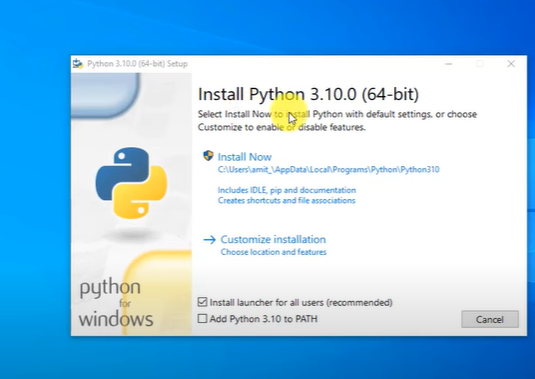 Python 3.10.0 (64-bit) Setup
Install Python 3.10.0 (64-bit)
Select Install Now to install Python with default settings, or choose
Customize to enable or disable features.
Install Now
C:\Users\amit_\AppData\Local\Programs\Python\Python310
Includes IDLE, pip and documentation
Creates shortcuts and file associations
Customize installation
Choose location and features
python
for
windows
Install launcher for all users (recommended)
Add Python 3.10 to PATH
Cancel